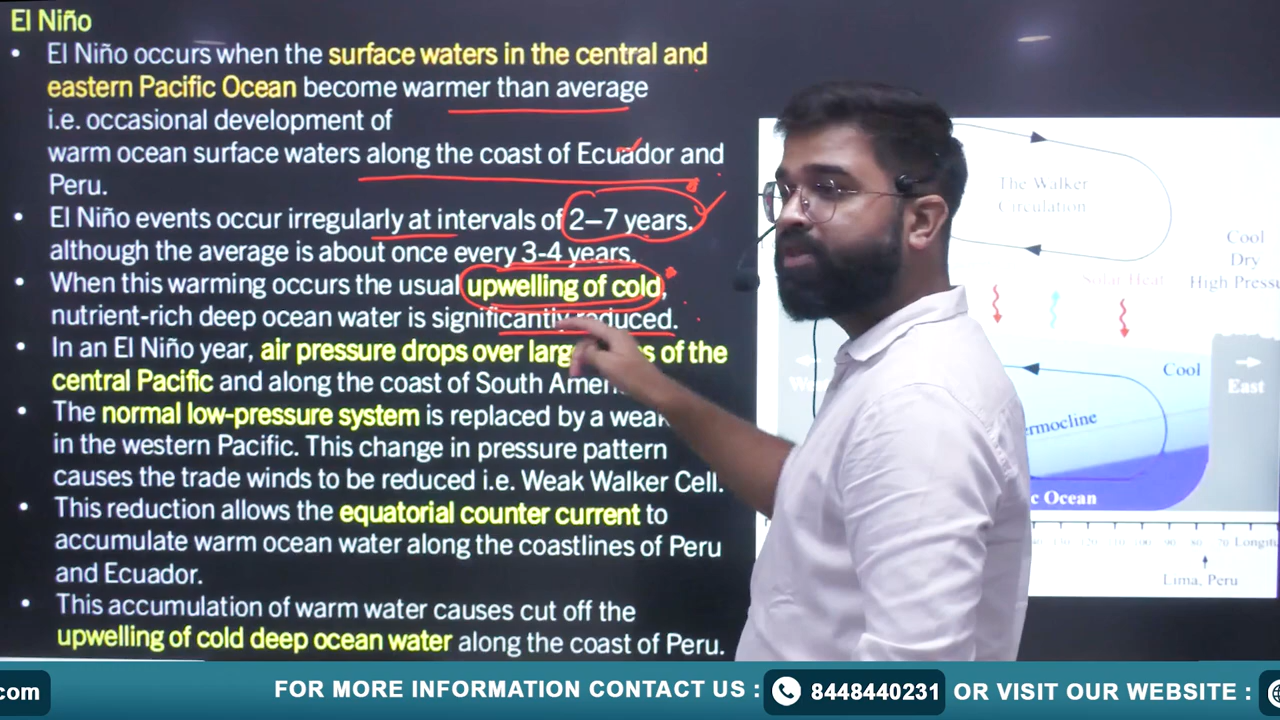 El Niño
• El Niño occurs when the surface waters in the central and
eastern Pacific Ocean become warmer than average
i.e. occasional development of
warm ocean surface waters along the coast of Ecuador and
Peru.
• El Niño events occur irregularly at intervals of 2–7 years.
although the average is about once every 3-4 years.
• When this warming occurs the usual upwelling of cold,
nutrient-rich deep ocean water is significantly reduced.
• In an El Niño year, air pressure drops over of the
central Pacific and along the coast of South
• The normal low-pressure system is replaced by a
in the western Pacific. This change in pressure pattern
causes the trade winds to be reduced i.e. Weak Walker Cell.
• This reduction allows the equatorial counter current to
accumulate warm ocean water along the coastlines of Peru
and Ecuador.
• This accumulation of warm water causes cut off the
upwelling of cold deep ocean water along the coast of Peru.
The Walker
Circulation
Cool
Dry
High
Solar Heat
Cool
East
Ocean
70
Lima, Peru
.com
FOR MORE INFORMATION CONTACT US : 8448440231 OR VISIT OUR WEBSITE :